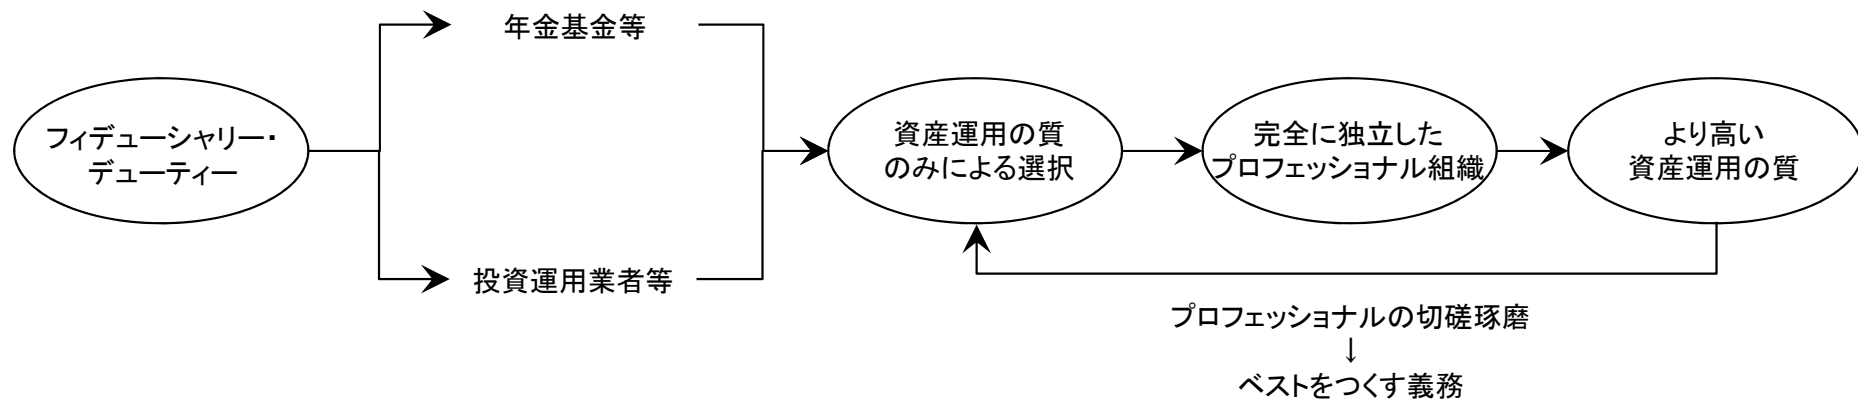 年金基金等
フィデューシャリー・
デューティー
資産運用の質
のみによる選択
完全に独立した
プロフェッショナル組織
より高い
資産運用の質
投資運用業者等
プロフェッショナルの切磋琢磨
↓
ベストをつくす義務